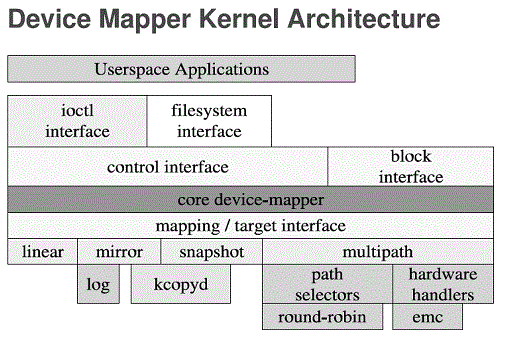 Device Mapper Kernel Architecture
Userspace Applications
ioctl
interface
filesystem
interface
control interface
block
interface
core device-mapper
mapping / target interface
linear
mirror
snapshot
multipath
log
kcopyd
path
selectors
hardware
handlers
round-robin
emc